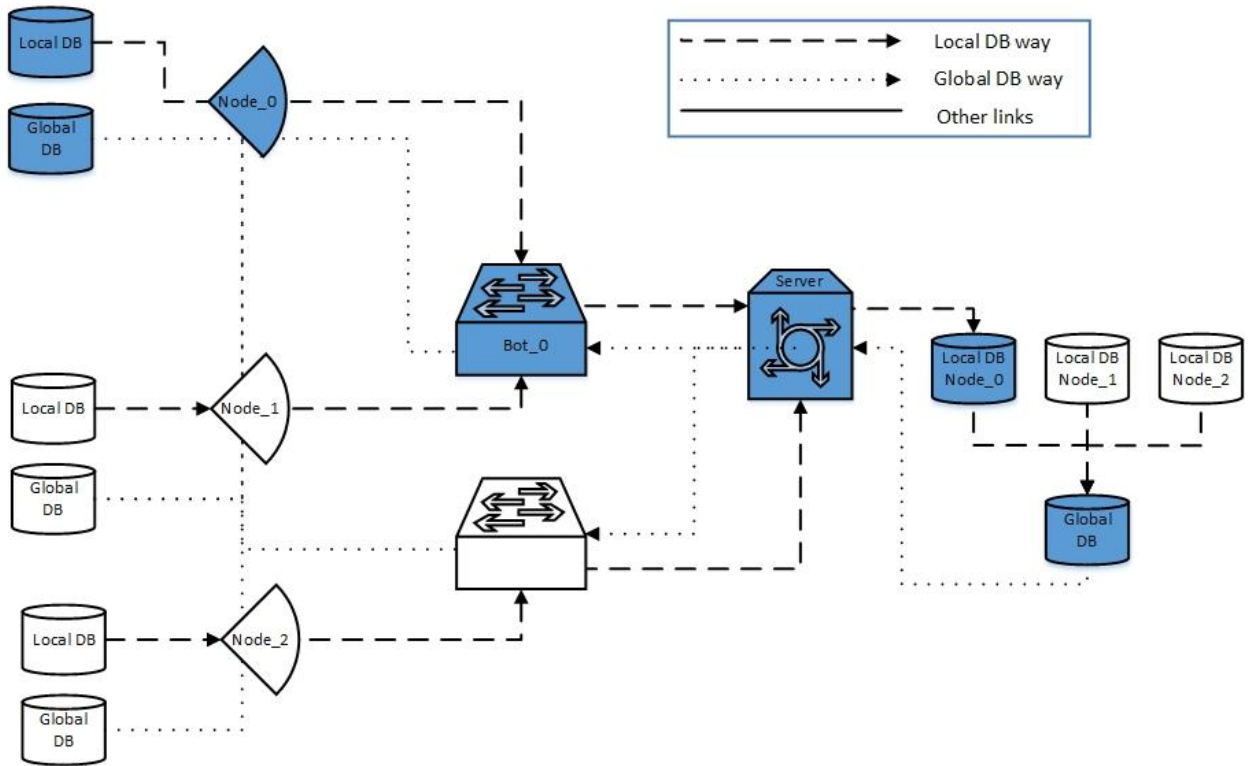 Local DB
Node_0
Global
DB
Local DB way
Global DB way
Other links
Bot_0
Server
Local DB
Node_0
Local DB
Node_1
Local DB
Node_2
Local DB
Node_1
Global
DB
Global
DB
Local DB
Node_2
Global
DB